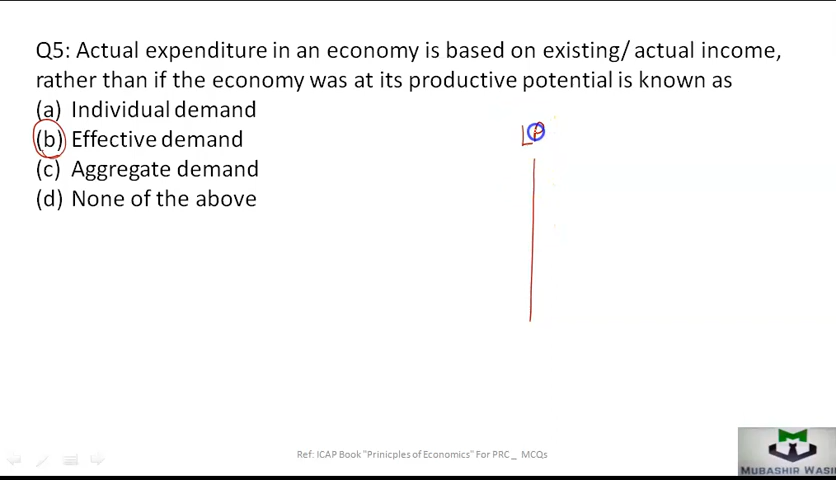 Q5: Actual expenditure in an economy is based on existing/ actual income,
rather than if the economy was at its productive potential is known as
(a) Individual demand
(b) Effective demand
(c) Aggregate demand
(d) None of the above
Ref: ICAP Book "Prinicples of Economics" For PRC_ MCQs
MUBASHIR WASI